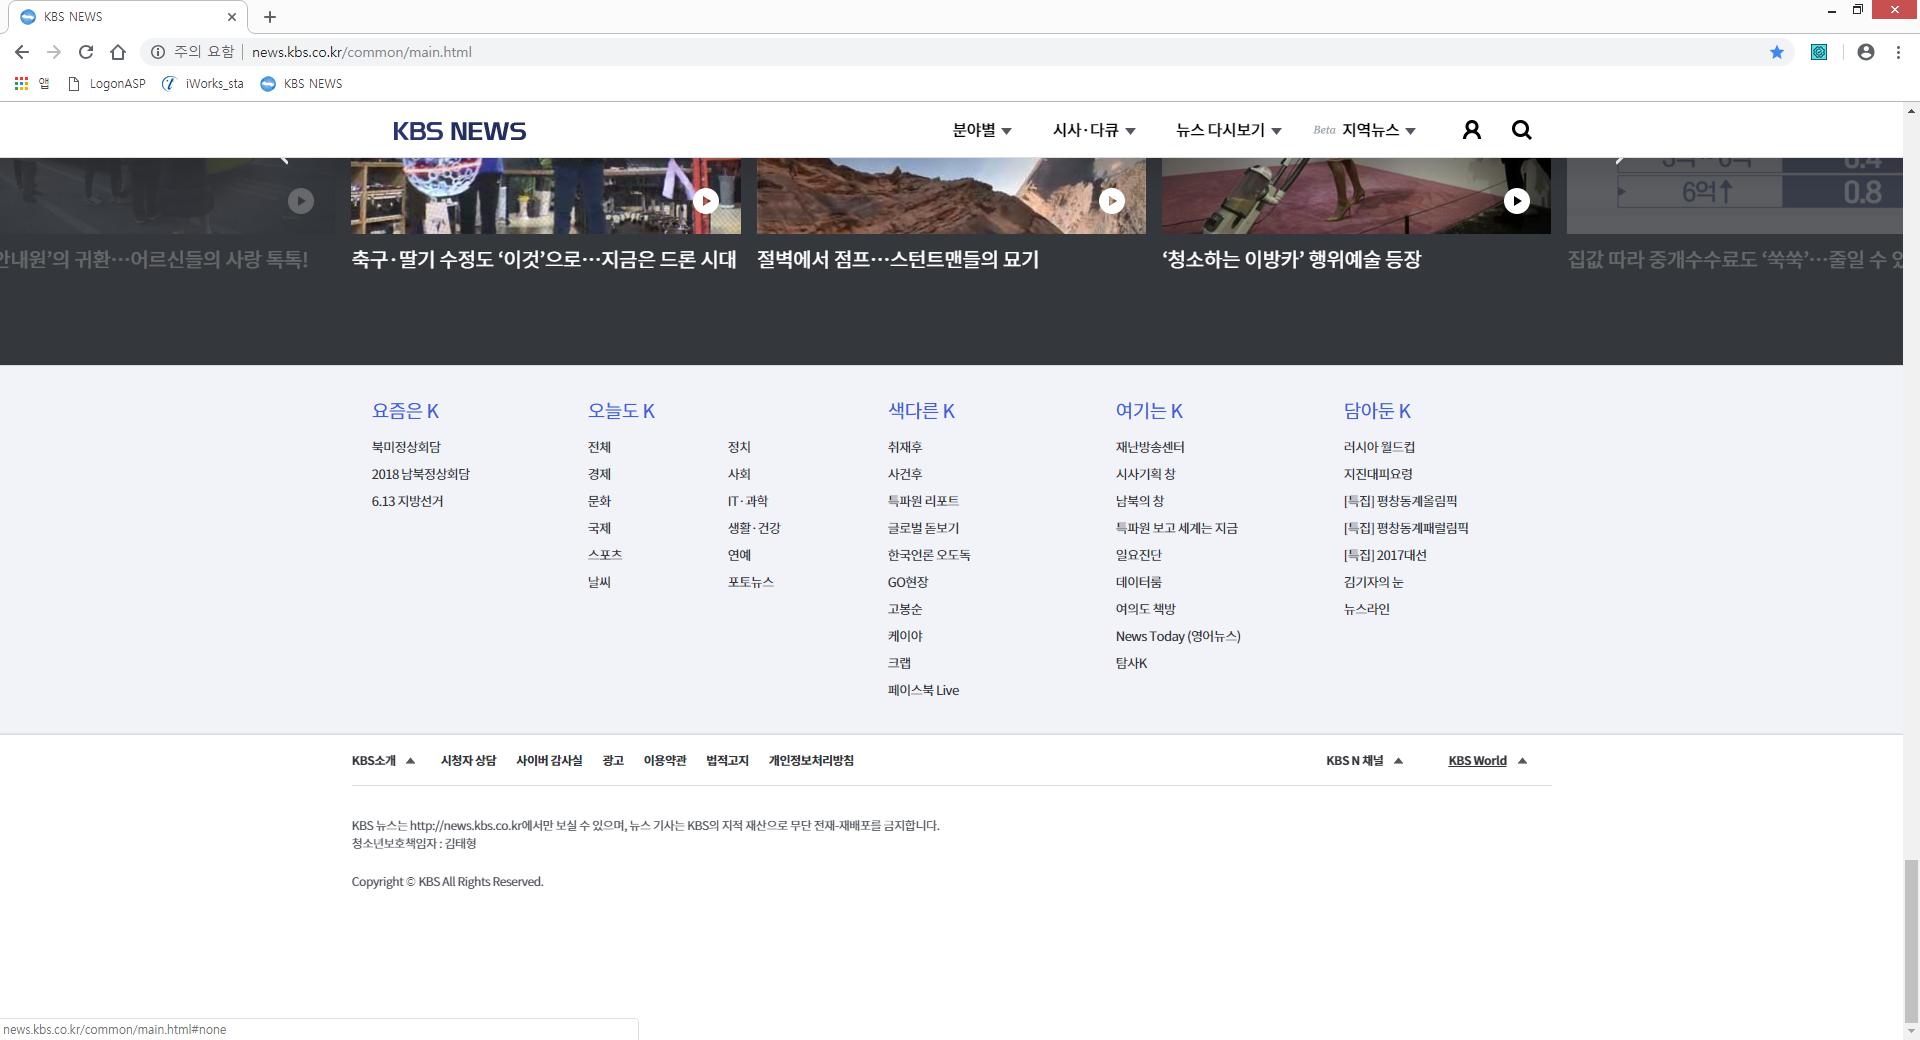 KBS NEWS
주의 요함
news.kbs.co.kr/common/main.html
앱
LogonASP
iWorks_sta
KBS NEWS
KBS NEWS
분야별
시사·다큐
뉴스 다시보기
Beta 지역뉴스
6억↑
0.8
안내원’의 귀환…어르신들의 사랑 톡톡!
축구·딸기 수정도 ‘이것’으로…지금은 드론 시대
절벽에서 점프…스턴트맨들의 묘기
‘청소하는 이방카’ 행위예술 등장
집값 따라 중개수수료도 ‘쑥쑥’…줄일 수 있
요즘은 K
북미정상회담
2018 남북정상회담
6.13 지방선거
오늘도 K
전체
경제
문화
국제
스포츠
날씨
정치
사회
IT·과학
생활·건강
연예
포토뉴스
색다른 K
취재후
사건후
특파원 리포트
글로벌 돋보기
한국언론 오도독
GO현장
고봉순
케이야
크랩
페이스북 Live
여기는 K
재난방송센터
시사기획 창
남북의 창
특파원 보고 세계는 지금
일요진단
데이터룸
여의도 책방
News Today (영어뉴스)
탐사K
담아둔 K
러시아 월드컵
지진대피요령
[특집] 평창동계올림픽
[특집] 평창동계패럴림픽
[특집] 2017대선
김기자의 눈
뉴스라인
KBS소개
시청자 상담
사이버 감사실
광고
이용약관
법적고지
개인정보처리방침
KBS N 채널
KBS World
KBS 뉴스는 http://news.kbs.co.kr에서만 보실 수 있으며, 뉴스 기사는 KBS의 지적 재산으로 무단 전재-재배포를 금지합니다.
청소년보호책임자 : 김태형
Copyright © KBS All Rights Reserved.
news.kbs.co.kr/common/main.html#none